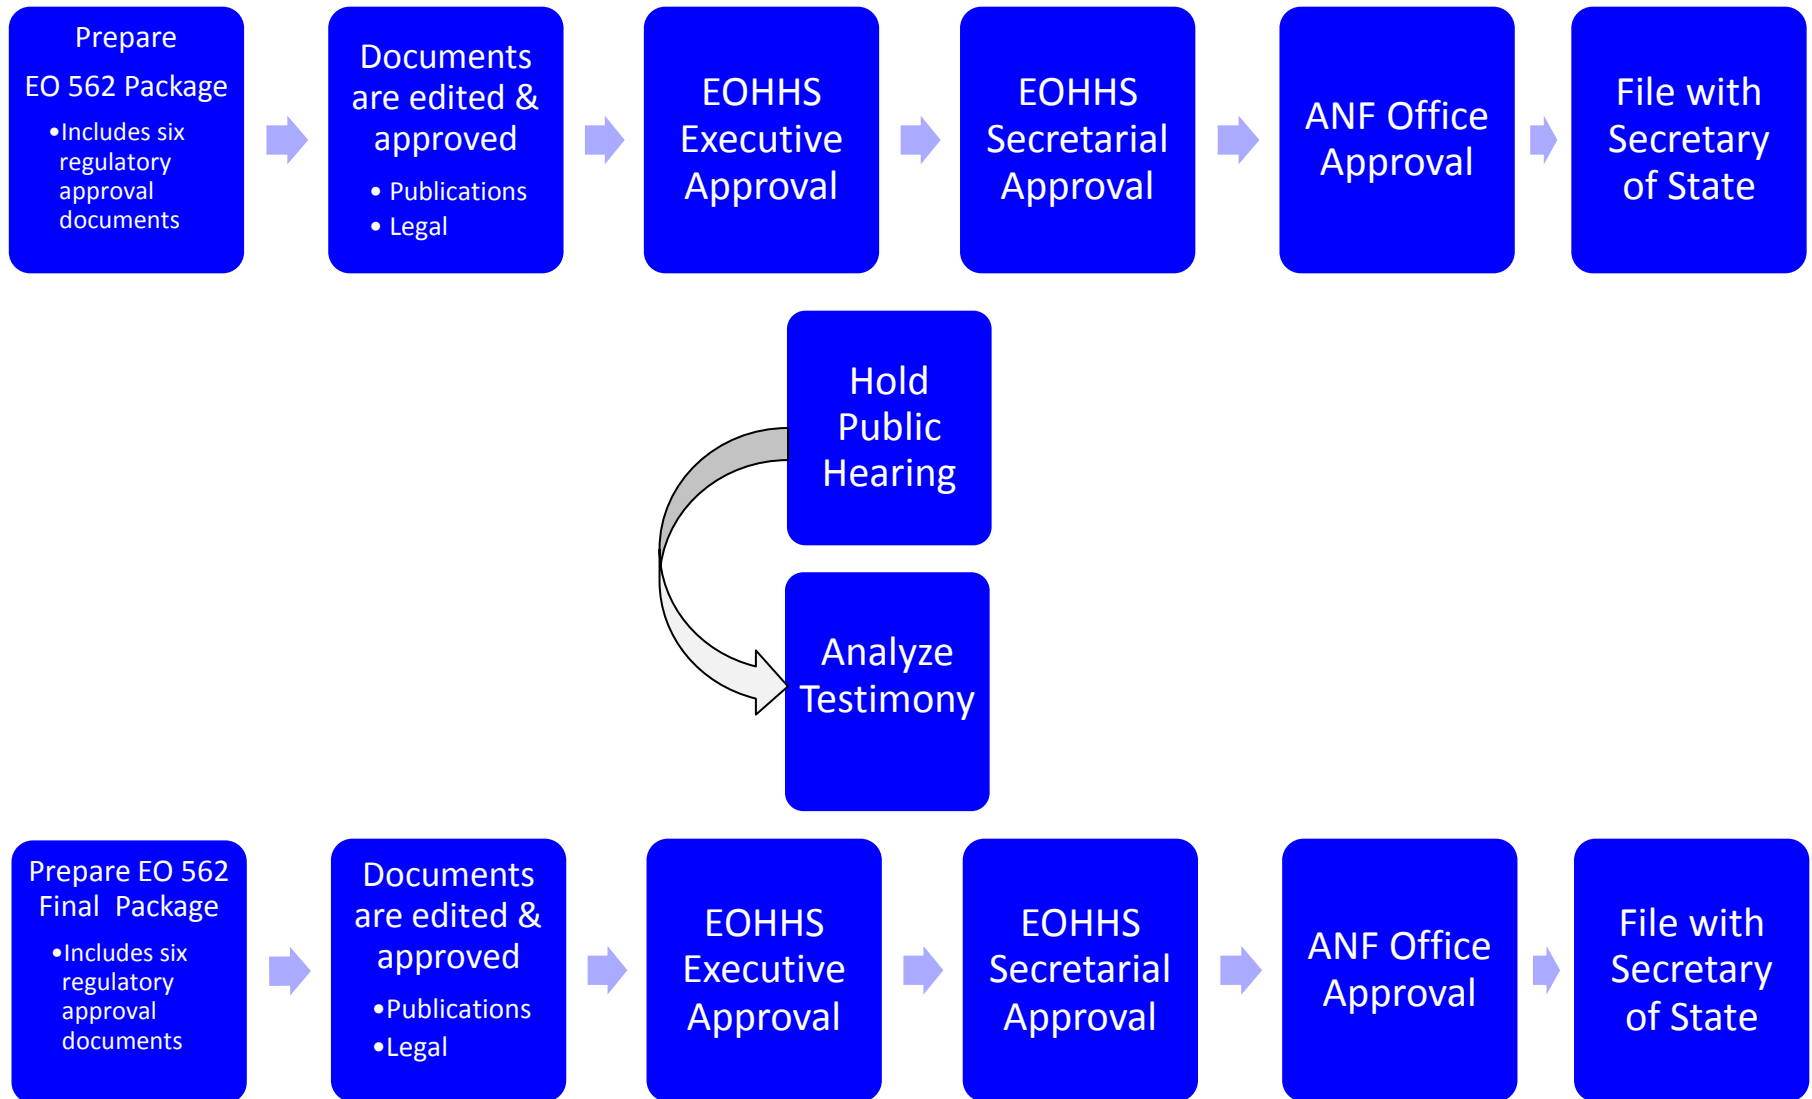 Prepare
EO 562 Package
•Includes six
regulatory
approval
documents
Documents
are edited &
approved
• Publications
• Legal
EOHHS
Executive
Approval
EOHHS
Secretarial
Approval
ANF Office
Approval
File with
Secretary
of State
Hold
Public
Hearing
Analyze
Testimony
Prepare EO 562
Final Package
•Includes six
regulatory
approval
documents
Documents
are edited &
approved
•Publications
•Legal
EOHHS
Executive
Approval
EOHHS
Secretarial
Approval
ANF Office
Approval
File with
Secretary
of State